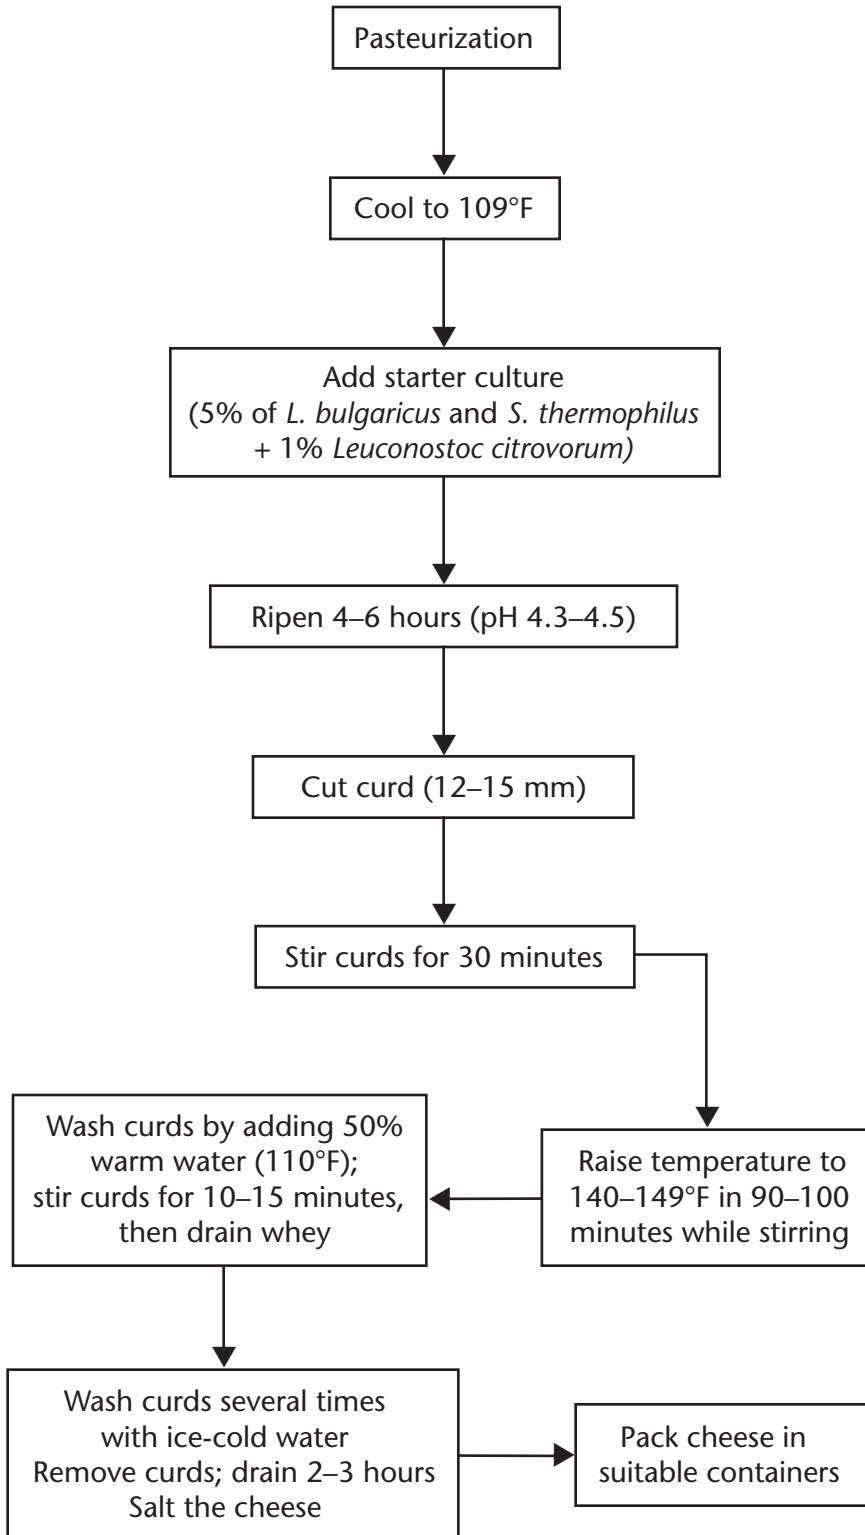 Pasteurization
Cool to 109°F
Add starter culture
(5% of L. bulgaricus and S. thermophilus
+ 1% Leuconostoc citrovorum)
Ripen 4–6 hours (pH 4.3–4.5)
Cut curd (12–15 mm)
Stir curds for 30 minutes
Raise temperature to
140–149°F in 90–100
minutes while stirring
Wash curds by adding 50%
warm water (110°F);
stir curds for 10–15 minutes,
then drain whey
Wash curds several times
with ice-cold water
Remove curds; drain 2–3 hours
Salt the cheese
Pack cheese in
suitable containers